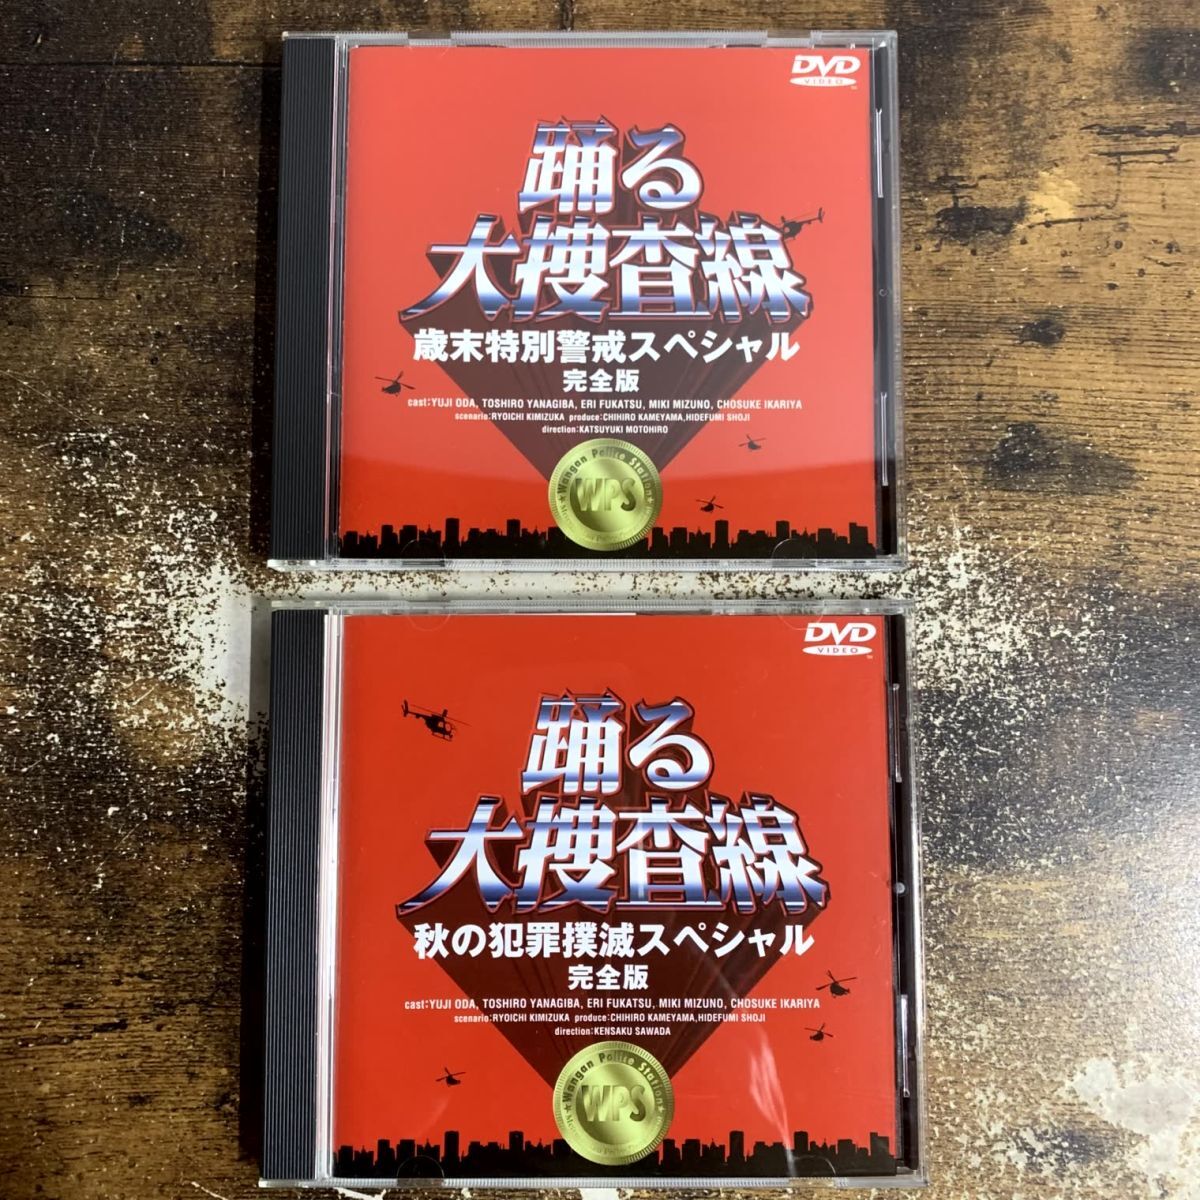 DVD
VIDEO
踊る
大捜査線
歳末特別警戒スペシャル
完全版
cast:YUJI ODA, TOSHIRO YANAGIBA, ERI FUKATSU, MIKI MIZUNO, CHOSUKE IKARIYA
scenario:RYOICHI KIMIZUKA produce:CHIHIRO KAMEYAMA,HIDEFUMI SHOJI
direction:KATSUYUKI MOTOHIRO
Wangan Police Station
WPS
DVD
VIDEO
踊る
大捜査線
秋の犯罪撲滅スペシャル
完全版
cast:YUJI ODA, TOSHIRO YANAGIBA, ERI FUKATSU, MIKI MIZUNO, CHOSUKE IKARIYA
scenario:RYOICHI KIMIZUKA produce:CHIHIRO KAMEYAMA,HIDEFUMI SHOJI
direction:KENSAKU SAWADA
Wangan Police Station
WPS